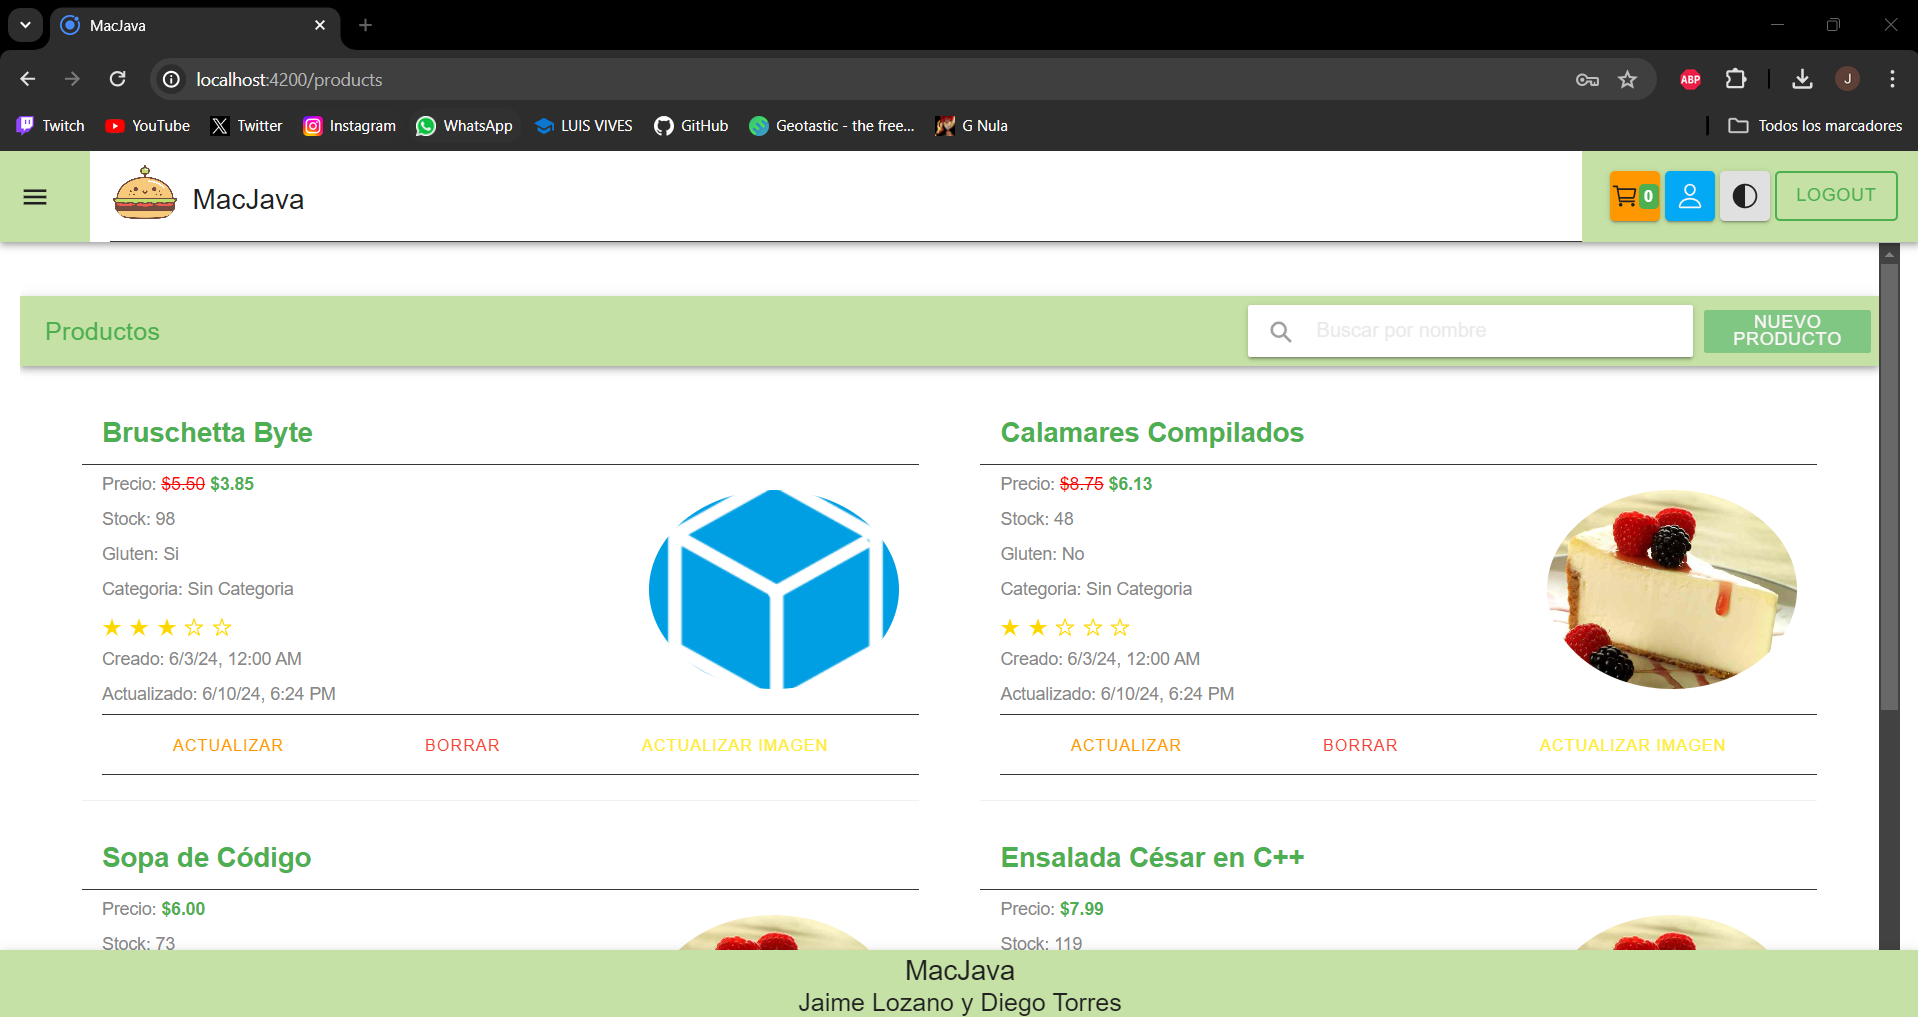 MacJava
localhost:4200/products
ABP
J
Twitch YouTube Twitter Instagram WhatsApp LUIS VIVES GitHub Geotastic - the free... G Nula Todos los marcadores
MacJava
0
LOGOUT
Productos
Buscar por nombre
NUEVO
PRODUCTO
Bruschetta Byte
Precio: $5.50 $3.85
Stock: 98
Gluten: Si
Categoria: Sin Categoria
Creado: 6/3/24, 12:00 AM
Actualizado: 6/10/24, 6:24 PM
ACTUALIZAR BORRAR ACTUALIZAR IMAGEN
Calamares Compilados
Precio: $8.75 $6.13
Stock: 48
Gluten: No
Categoria: Sin Categoria
Creado: 6/3/24, 12:00 AM
Actualizado: 6/10/24, 6:24 PM
ACTUALIZAR BORRAR ACTUALIZAR IMAGEN
Sopa de Código
Precio: $6.00
Stock: 73
Ensalada César en C++
Precio: $7.99
Stock: 119
MacJava
Jaime Lozano y Diego Torres